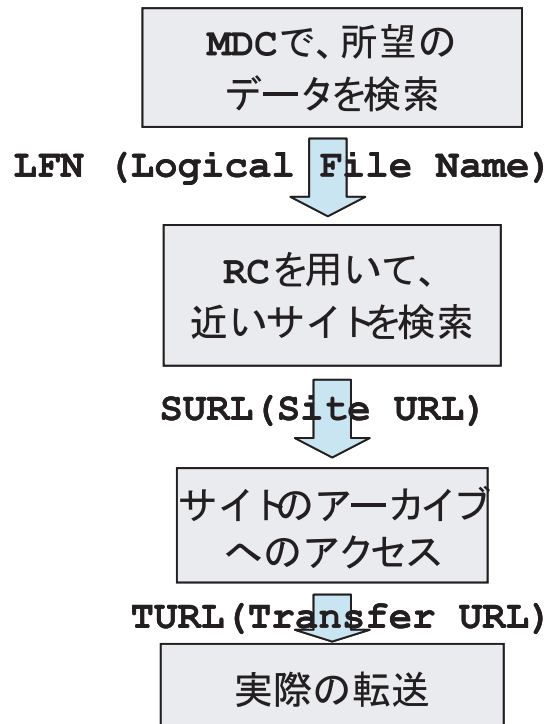 MDCで、所望の
データを検索
LFN (Logical File Name)
RCを用いて、
近いサイトを検索
SURL(Site URL)
サイトのアーカイブ
へのアクセス
TURL(Transfer URL)
実際の転送